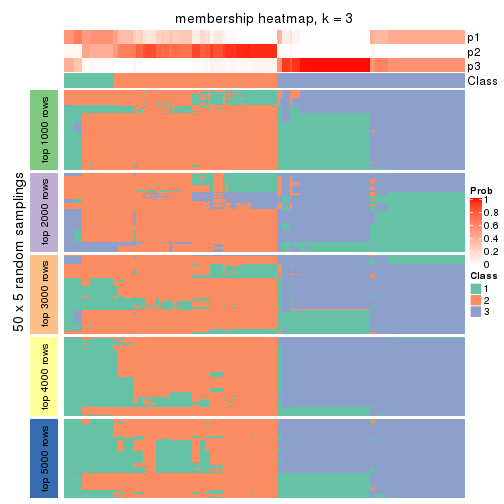 membership heatmap, k = 3
p1
p2
p3
Class
50 x 5 random samplings
top 1000 rows
top 2000 rows
top 3000 rows
top 4000 rows
top 5000 rows
Prob
1
0.8
0.6
0.4
0.2
0
Class
1
2
3